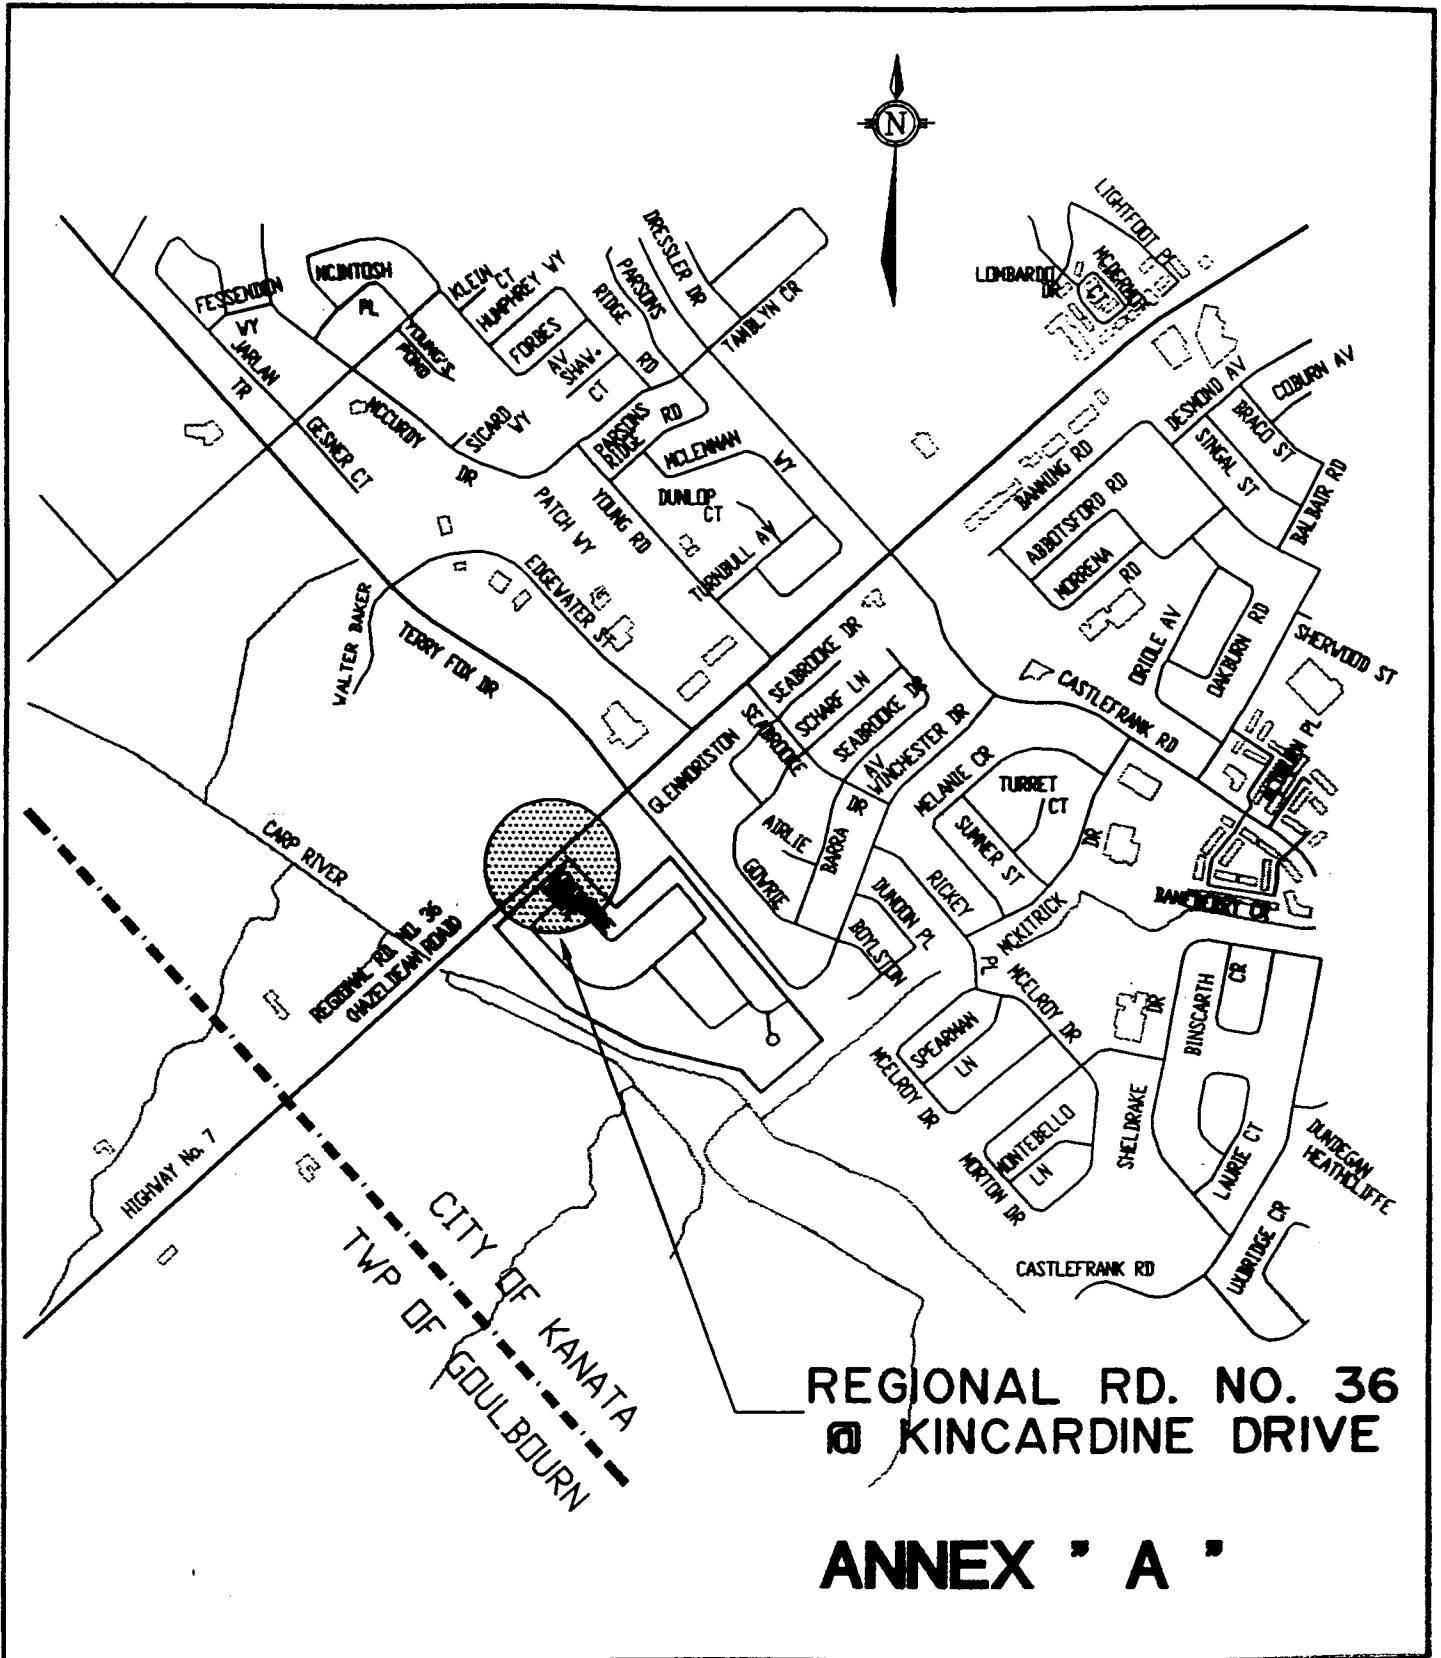 N
LIGHTFOOT PL
MCDERMOT
CT
LOMBARDO
DR
DRESSLER DR
PARSONS
RIDGE
RD
TAMBLYN CR
KLEIN
CT
HUMPHREY WY
FORBES
AV
SHAW.
CT
MCINTOSH
PL
YOUNG'S
POND
FESSENDEN
WY
JARLAN
TR
GESNER CT
MCCURDY
DR
SICARD
WY
PARSONS
RIDGE
RD
MCLENNAN
WY
DUNLOP
CT
PATCH WY
YOUNG RD
TURNBULL AV
EDGEWATER ST
WALTER BAKER
TERRY FOX DR
DESMOND AV
COBURN AV
BRACO ST
SINGAL ST
BANNING RD
BALBAIR RD
ABBOTSFORD RD
MORRENA
RD
ORIOLE AV
OAKBURN RD
SHERWOOD ST
CASTLEFRANK RD
SEABROOKE DR
SCHARF LN
SEABROOKE DR
SEABROOKE
AV
WINCHESTER DR
GLENMORISTON
MELANIE CR
TURRET
CT
SUMNER ST
DR
AIRLIE
BARRA
DR
GOWRIE
RICKEY
PL
DUNDON PL
BOYLSTON
MCKITRICK
BANEBERRY CR
PL
CARP RIVER
REGIONAL RD. NO. 36
(HAZELDEAN ROAD)
MCELROY DR
SPEARMAN
LN
MCELROY DR
DR
BINSCARTH
CR
SHELDRAKE
MONTEBELLO
LN
MORTON DR
LAURIE CT
DUNDEGAN
HEATHCLIFFE
UXBRIDGE CR
CASTLEFRANK RD
HIGHWAY No. 7
CITY OF KANATA
TWP OF GOULBOURN
REGIONAL RD. NO. 36
@ KINCARDINE DRIVE
ANNEX " A "